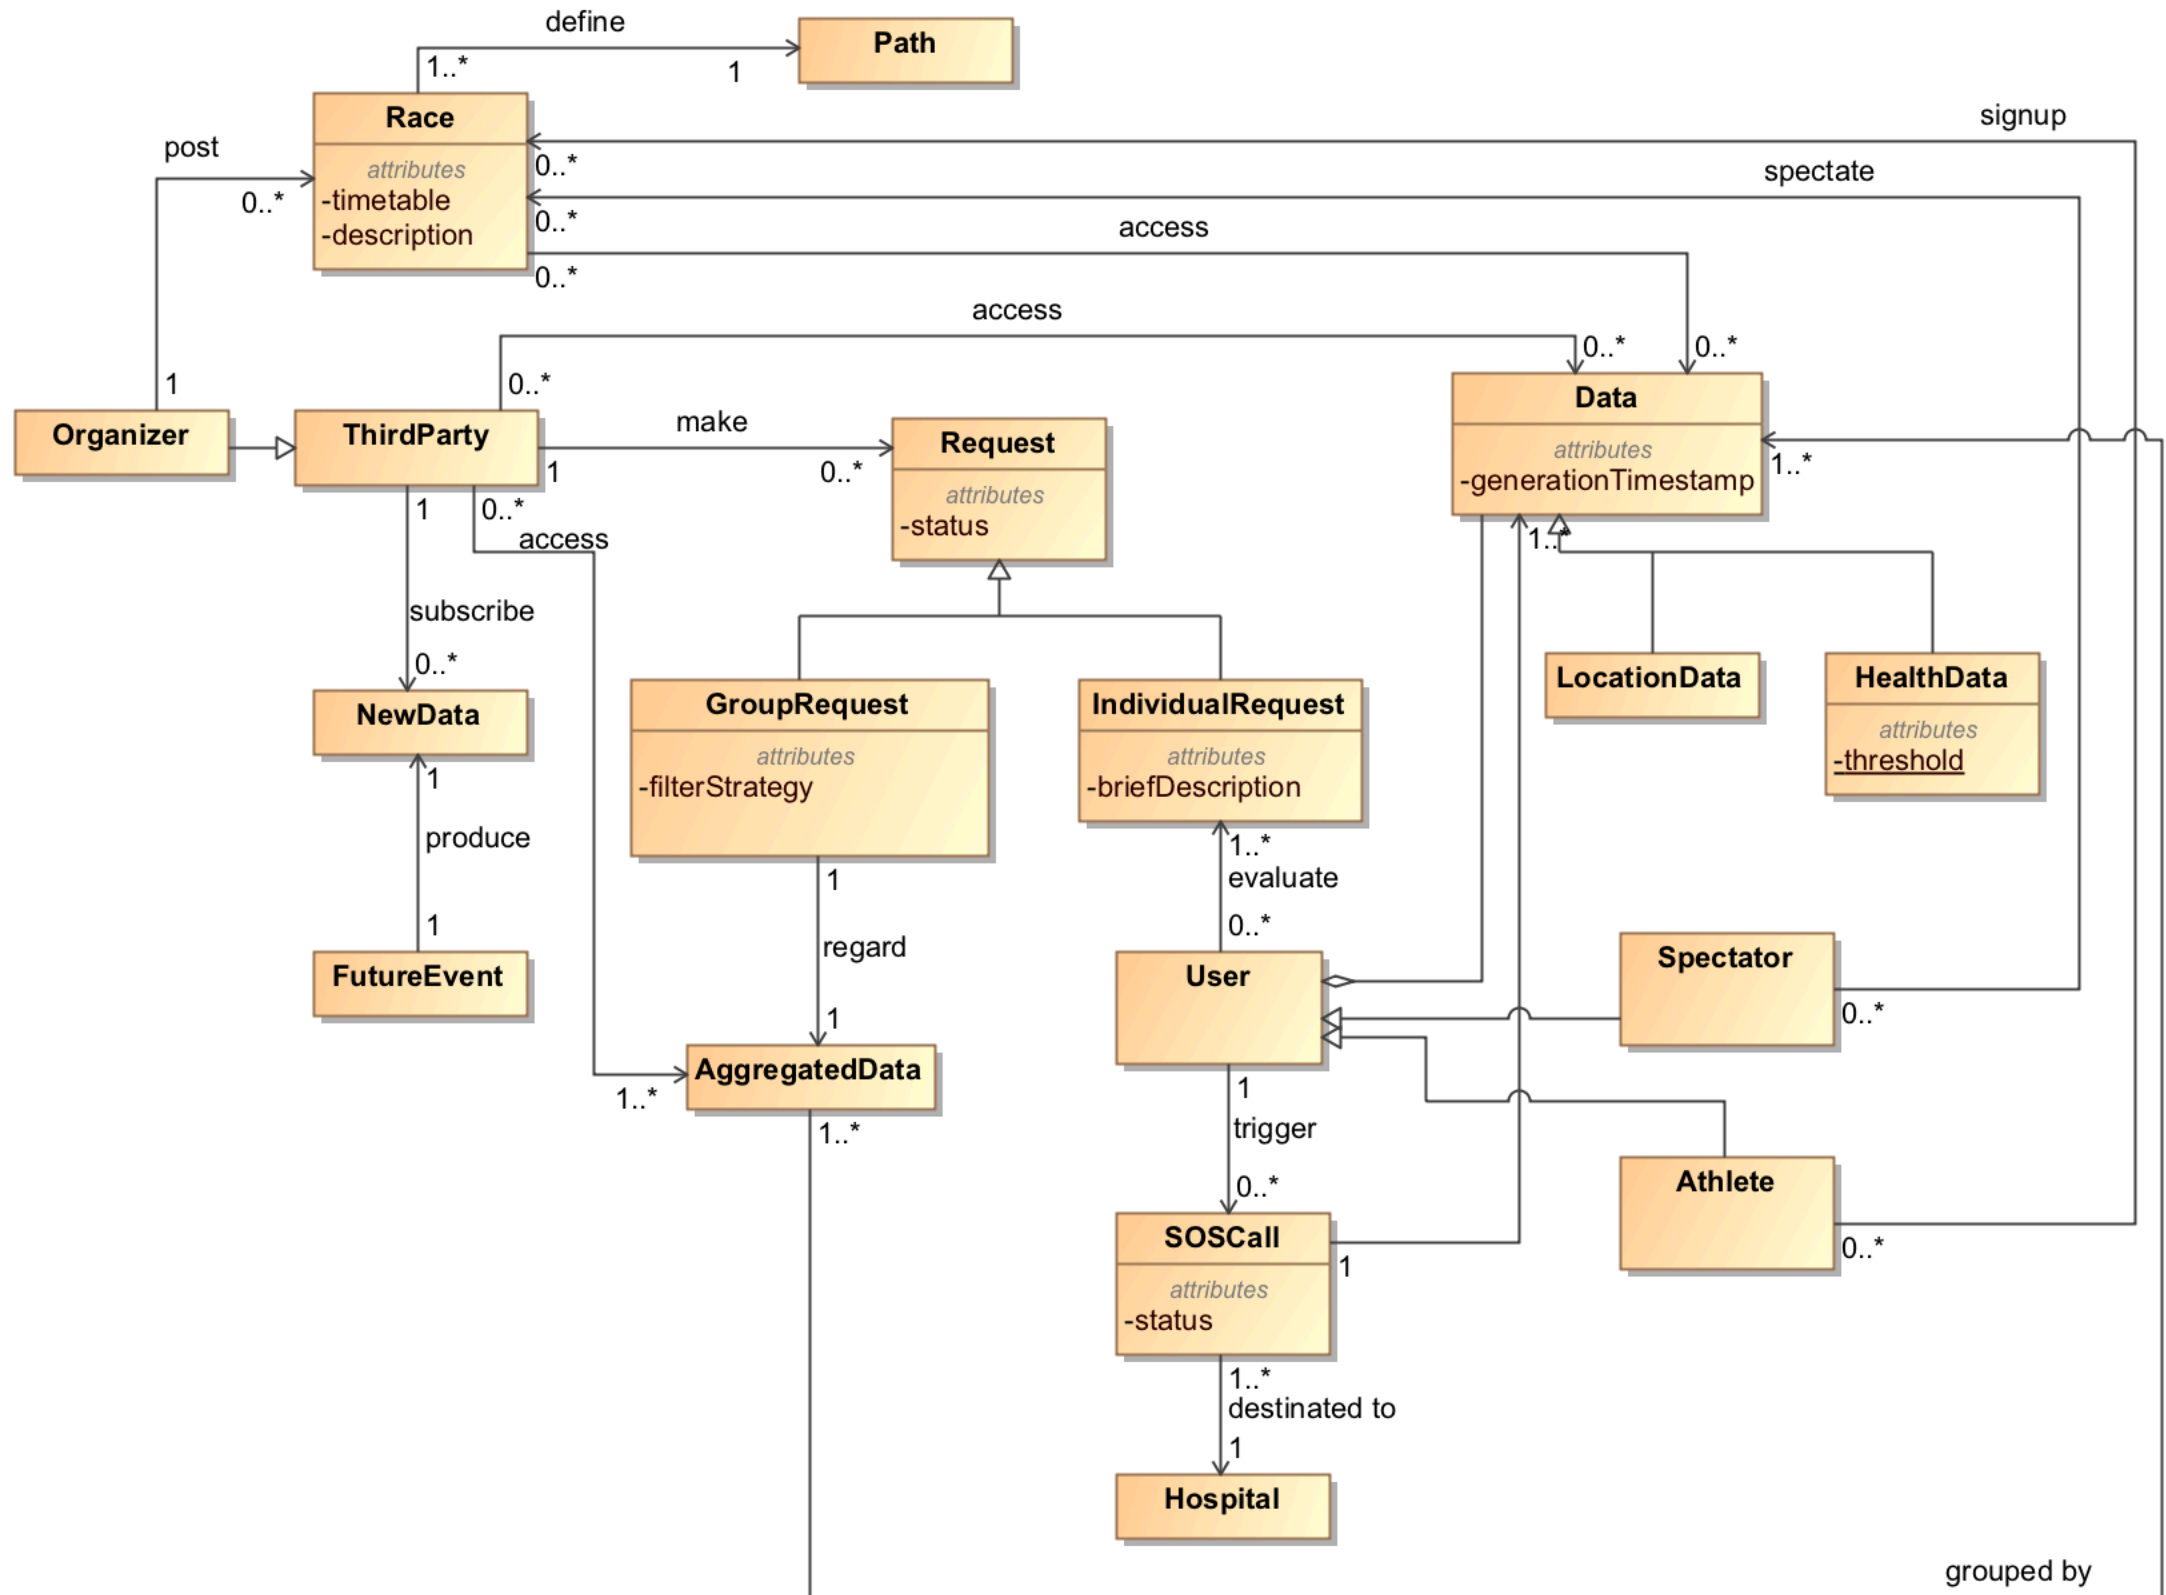 define
Path
1..*
1
Race
attributes
-timetable
-description
signup
post
0..*
0..*
spectate
0..*
access
0..*
access
0..*
0..*
1
0..*
Organizer
ThirdParty
make
1
0..*
Request
attributes
-status
Data
attributes
-generationTimestamp
1..*
1
0..*
access
1..*
subscribe
0..*
NewData
1
produce
1
FutureEvent
GroupRequest
attributes
-filterStrategy
IndividualRequest
attributes
-briefDescription
LocationData
HealthData
attributes
-threshold
1
regard
1
1..*
evaluate
0..*
User
Spectator
0..*
AggregatedData
1..*
1..*
1
trigger
0..*
Athlete
0..*
SOSCall
attributes
-status
1
1..*
destinated to
1
Hospital
grouped by